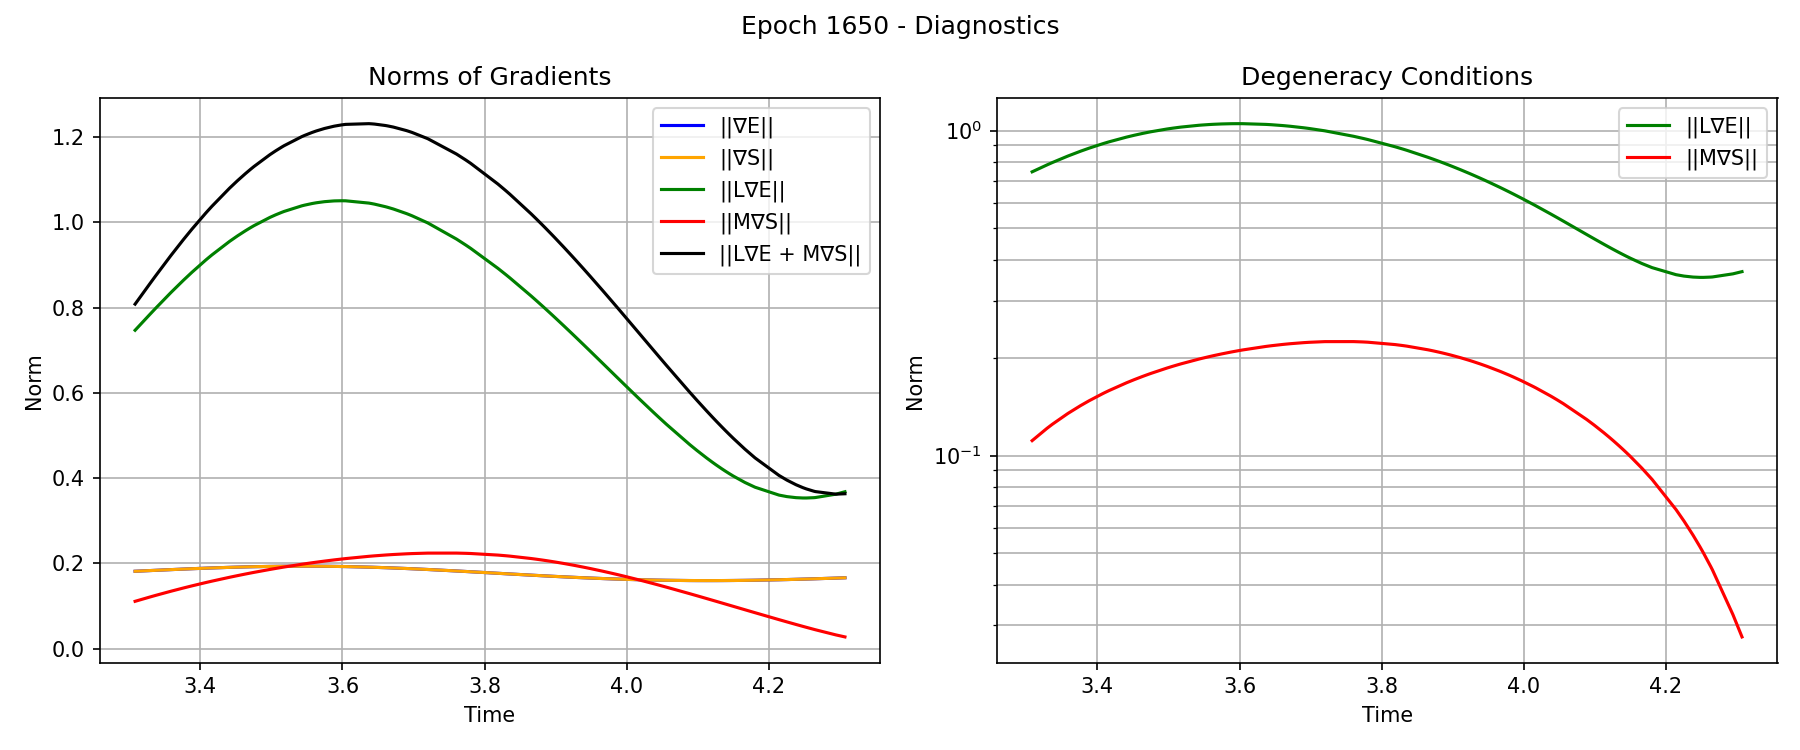 Epoch 1650 - Diagnostics
Norms of Gradients
Norm
1.2
1.0
0.8
0.6
0.4
0.2
0.0
||∇E||
||∇S||
||L∇E||
||M∇S||
||L∇E + M∇S||
3.4 3.6 3.8 4.0 4.2
Time
Degeneracy Conditions
Norm
10⁰
10⁻¹
||L∇E||
||M∇S||
3.4 3.6 3.8 4.0 4.2
Time